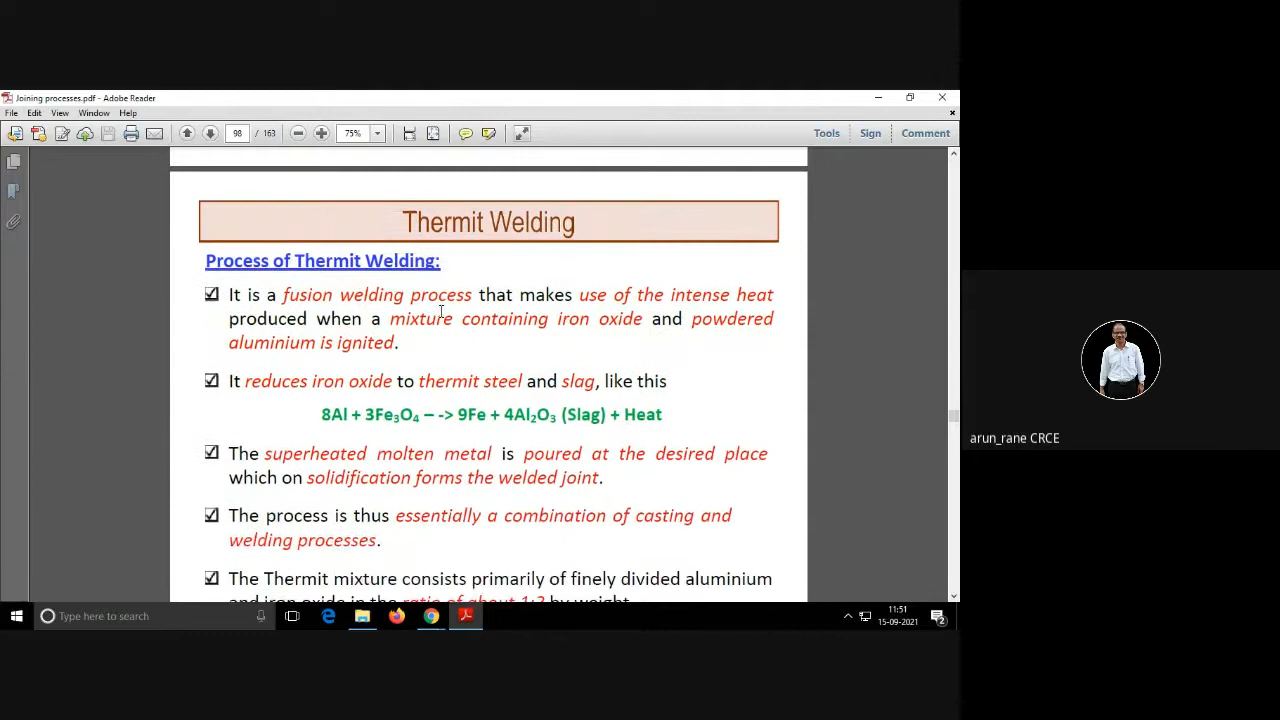 Joining processes.pdf - Adobe Reader
File Edit View Window Help
98 / 163 75% Tools Sign Comment
Thermit Welding
Process of Thermit Welding:
It is a fusion welding process that makes use of the intense heat
produced when a mixture containing iron oxide and powdered
aluminium is ignited.
It reduces iron oxide to thermit steel and slag, like this
8Al + 3Fe₃O₄ – -> 9Fe + 4Al₂O₃ (Slag) + Heat
The superheated molten metal is poured at the desired place
which on solidification forms the welded joint.
The process is thus essentially a combination of casting and
welding processes.
The Thermit mixture consists primarily of finely divided aluminium
and iron oxide in the ratio of about 1:3 by weight.
arun_rane CRCE
Type here to search
11:51
15-09-2021
2